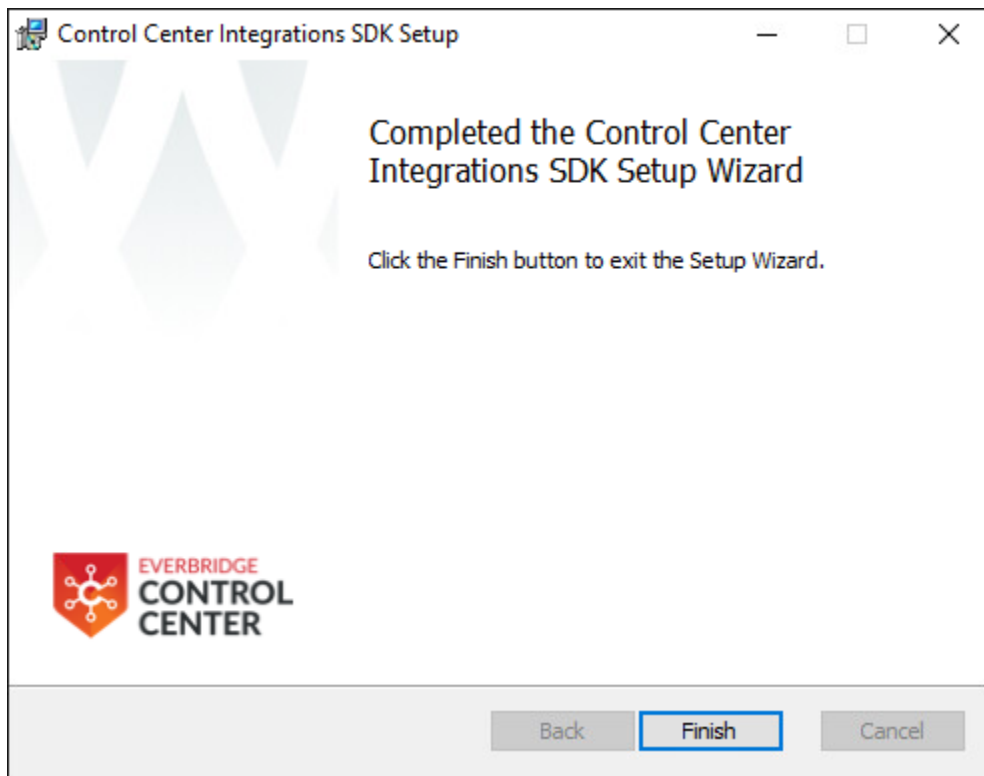 Control Center Integrations SDK Setup
Completed the Control Center
Integrations SDK Setup Wizard
Click the Finish button to exit the Setup Wizard.
EVERBRIDGE
CONTROL
CENTER
Back
Finish
Cancel